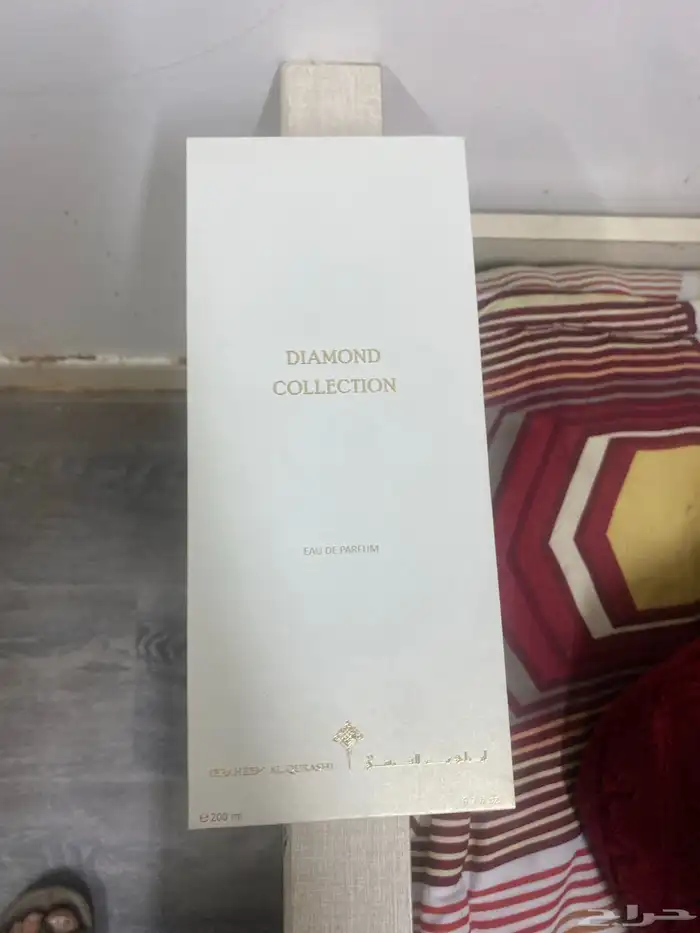 DIAMOND
COLLECTION
EAU DE PARFUM
IBRAHEEM AL.QURASHI إبراهيم القرشي
℮ 200 ml
حراج